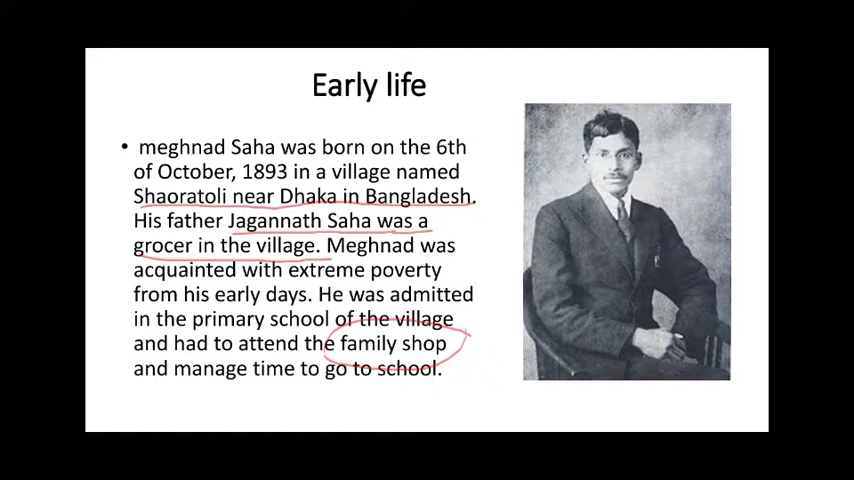 Early life
• meghnad Saha was born on the 6th
of October, 1893 in a village named
Shaoratoli near Dhaka in Bangladesh.
His father Jagannath Saha was a
grocer in the village. Meghnad was
acquainted with extreme poverty
from his early days. He was admitted
in the primary school of the village
and had to attend the family shop
and manage time to go to school.